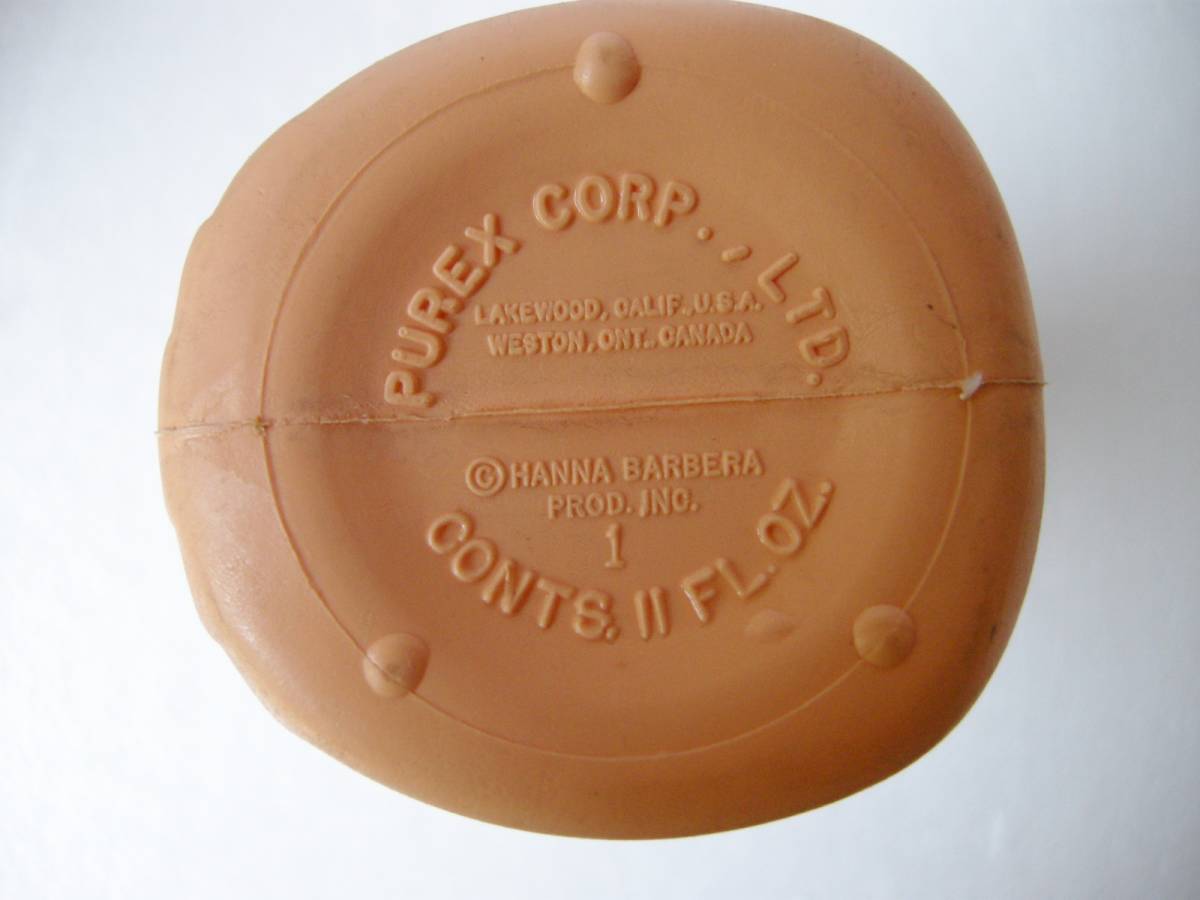 PUREX CORP., LTD.
LAKEWOOD, CALIF., U.S.A.
WESTON, ONT., CANADA
© HANNA BARBERA
PROD. INC.
1
CONTS. 11 FL. OZ.